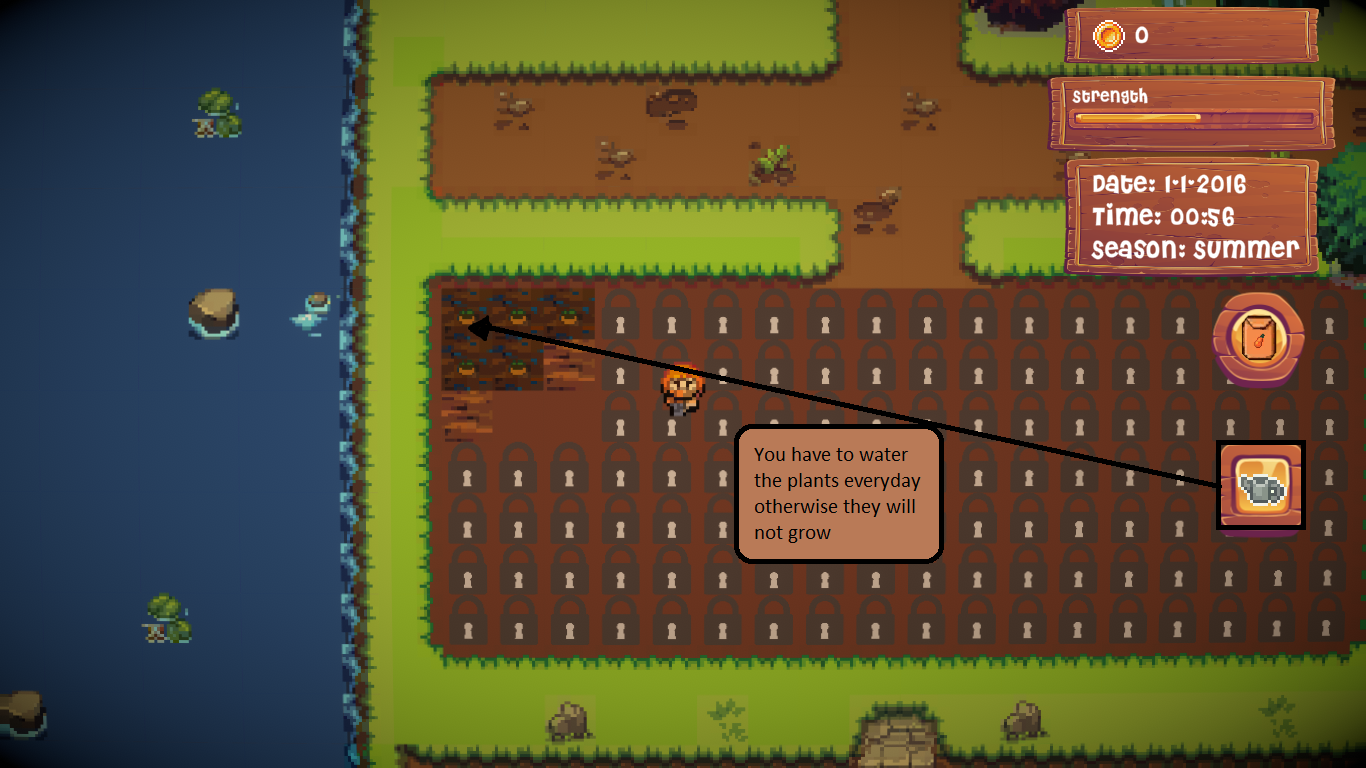 0
Strength
Date: 1-1-2016
Time: 00:56
Season: Summer
You have to water
the plants everyday
otherwise they will
not grow